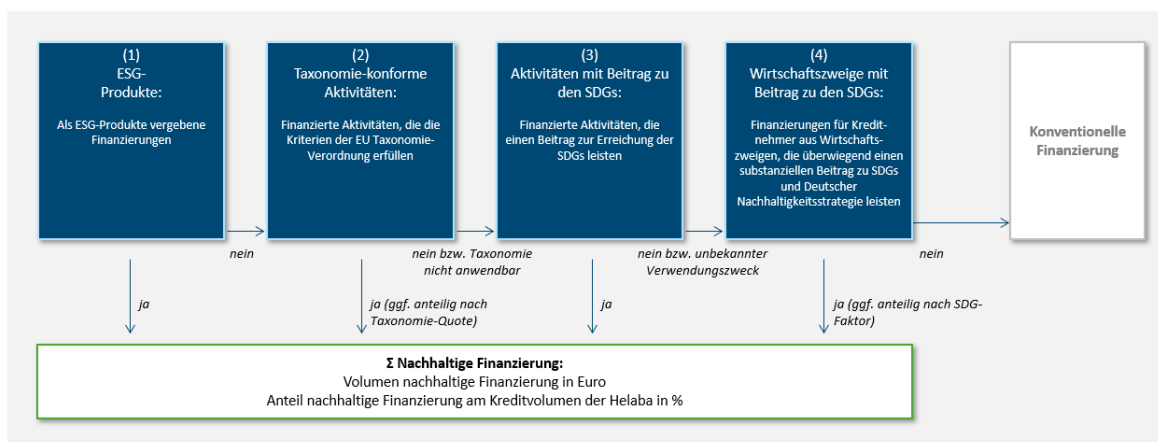 (1)
ESG-
Produkte:
Als ESG-Produkte vergebene
Finanzierungen
(2)
Taxonomie-konforme
Aktivitäten:
Finanzierte Aktivitäten, die die
Kriterien der EU Taxonomie-
Verordnung erfüllen
(3)
Aktivitäten mit Beitrag zu
den SDGs:
Finanzierte Aktivitäten, die
einen Beitrag zur Erreichung der
SDGs leisten
(4)
Wirtschaftszweige mit
Beitrag zu den SDGs:
Finanzierungen für Kredit-
nehmer aus Wirtschafts-
zweigen, die überwiegend einen
substanziellen Beitrag zu SDGs
und Deutscher
Nachhaltigkeitsstrategie leisten
Konventionelle
Finanzierung
nein
nein bzw. Taxonomie
nicht anwendbar
nein bzw. unbekannter
Verwendungszweck
nein
ja
ja (ggf. anteilig nach
Taxonomie-Quote)
ja
ja (ggf. anteilig nach SDG-
Faktor)
Σ Nachhaltige Finanzierung:
Volumen nachhaltige Finanzierung in Euro
Anteil nachhaltige Finanzierung am Kreditvolumen der Helaba in %